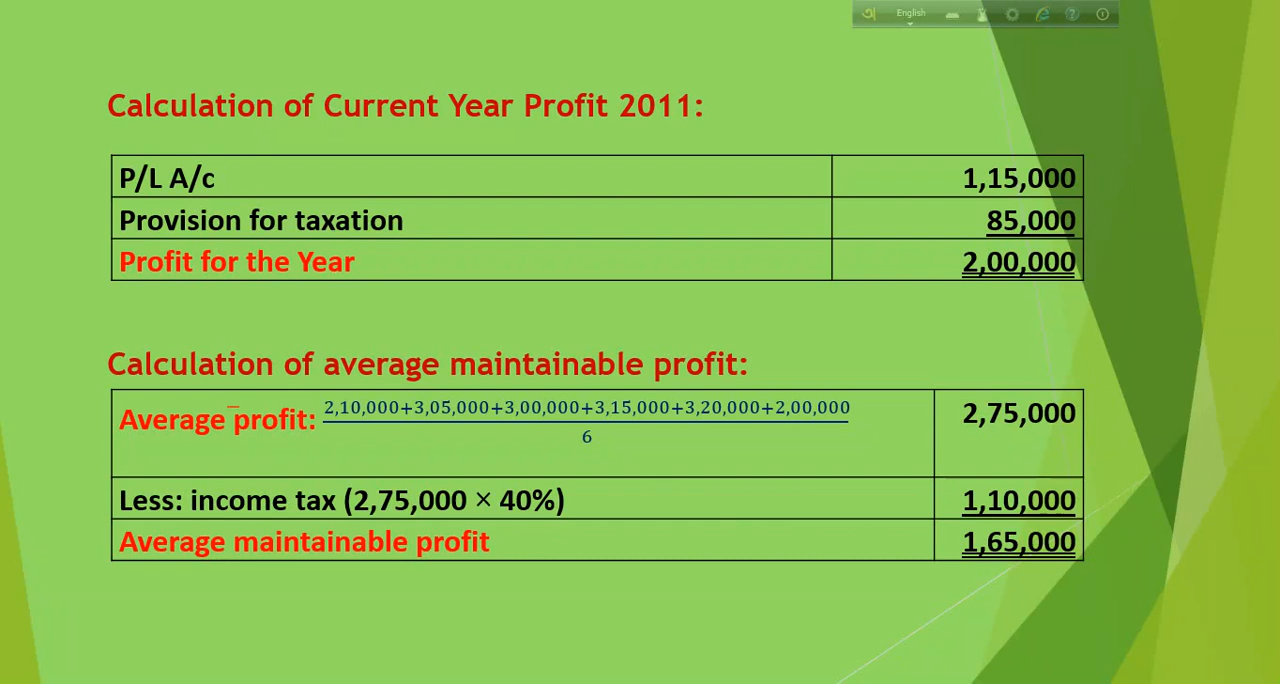 অ English
Calculation of Current Year Profit 2011:
P/L A/c 1,15,000
Provision for taxation 85,000
Profit for the Year 2,00,000
Calculation of average maintainable profit:
Average profit: 2,10,000+3,05,000+3,00,000+3,15,000+3,20,000+2,00,000 2,75,000
6
Less: income tax (2,75,000 × 40%) 1,10,000
Average maintainable profit 1,65,000